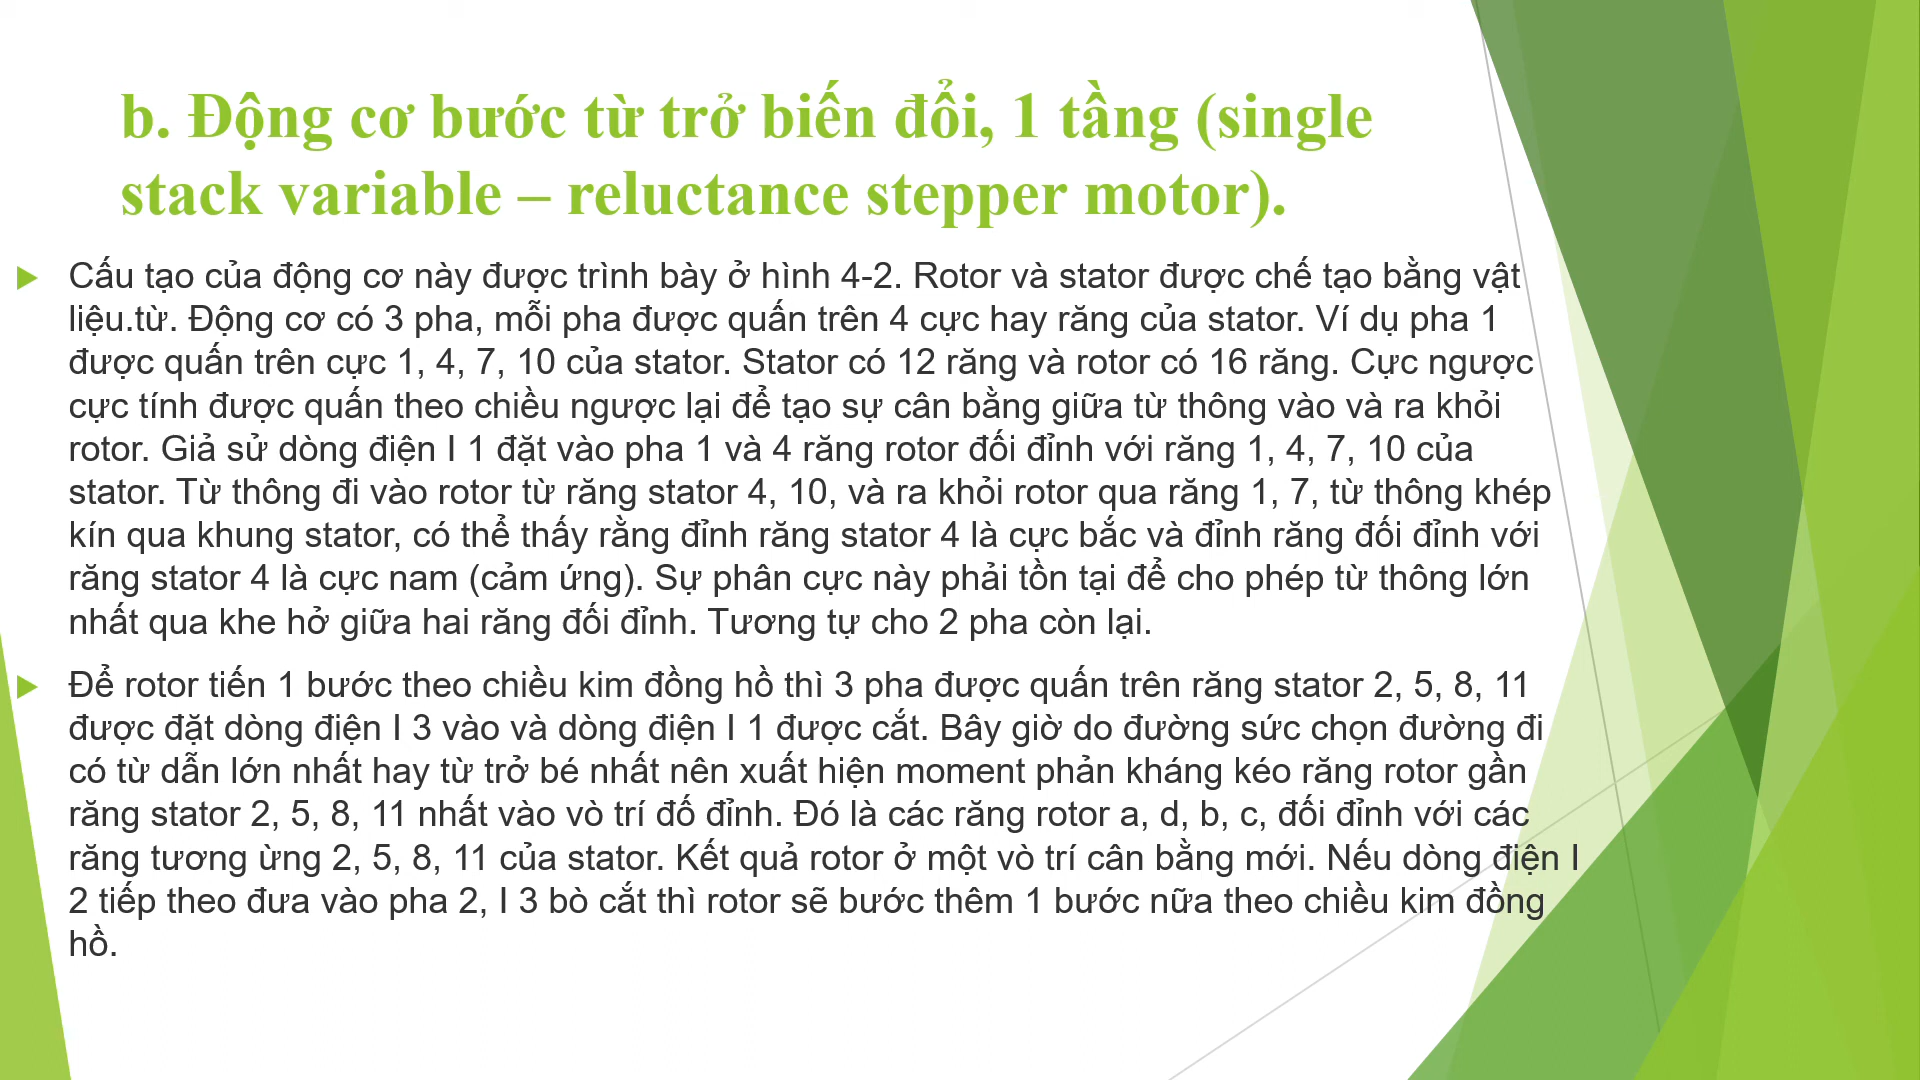 b. Động cơ bước từ trở biến đổi, 1 tầng (single
stack variable – reluctance stepper motor).
Cấu tạo của động cơ này được trình bày ở hình 4-2. Rotor và stator được chế tạo bằng vật
liệu.từ. Động cơ có 3 pha, mỗi pha được quấn trên 4 cực hay răng của stator. Ví dụ pha 1
được quấn trên cực 1, 4, 7, 10 của stator. Stator có 12 răng và rotor có 16 răng. Cực ngược
cực tính được quấn theo chiều ngược lại để tạo sự cân bằng giữa từ thông vào và ra khỏi
rotor. Giả sử dòng điện I 1 đặt vào pha 1 và 4 răng rotor đối đỉnh với răng 1, 4, 7, 10 của
stator. Từ thông đi vào rotor từ răng stator 4, 10, và ra khỏi rotor qua răng 1, 7, từ thông khép
kín qua khung stator, có thể thấy rằng đỉnh răng stator 4 là cực bắc và đỉnh răng đối đỉnh với
răng stator 4 là cực nam (cảm ứng). Sự phân cực này phải tồn tại để cho phép từ thông lớn
nhất qua khe hở giữa hai răng đối đỉnh. Tương tự cho 2 pha còn lại.
Để rotor tiến 1 bước theo chiều kim đồng hồ thì 3 pha được quấn trên răng stator 2, 5, 8, 11
được đặt dòng điện I 3 vào và dòng điện I 1 được cắt. Bây giờ do đường sức chọn đường đi
có từ dẫn lớn nhất hay từ trở bé nhất nên xuất hiện moment phản kháng kéo răng rotor gần
răng stator 2, 5, 8, 11 nhất vào vò trí đố đỉnh. Đó là các răng rotor a, d, b, c, đối đỉnh với các
răng tương ừng 2, 5, 8, 11 của stator. Kết quả rotor ở một vò trí cân bằng mới. Nếu dòng điện I
2 tiếp theo đưa vào pha 2, I 3 bò cắt thì rotor sẽ bước thêm 1 bước nữa theo chiều kim đồng
hồ.